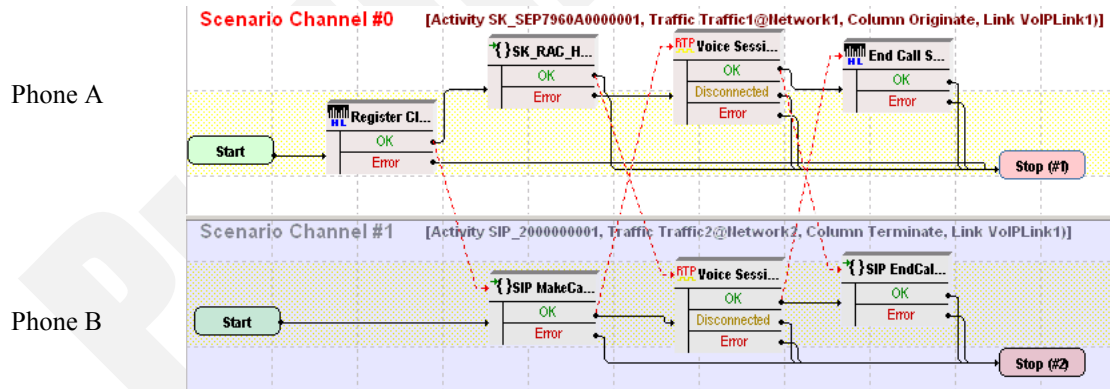 Scenario Channel #0 [Activity SK_SEP7960A0000001, Traffic Traffic1@Network1, Column Originate, Link VoIPLink1)]
Phone A
Start
HL Register Cl...
OK
Error
{}SK_RAC_H...
OK
Error
RTP Voice Sessi...
OK
Disconnected
Error
HL End Call S...
OK
Error
Stop (#1)
Scenario Channel #1 [Activity SIP_2000000001, Traffic Traffic2@Network2, Column Terminate, Link VoIPLink1)]
Phone B
Start
{}SIP MakeCa...
OK
Error
RTP Voice Sessi...
OK
Disconnected
Error
{}SIP EndCal...
OK
Error
Stop (#2)